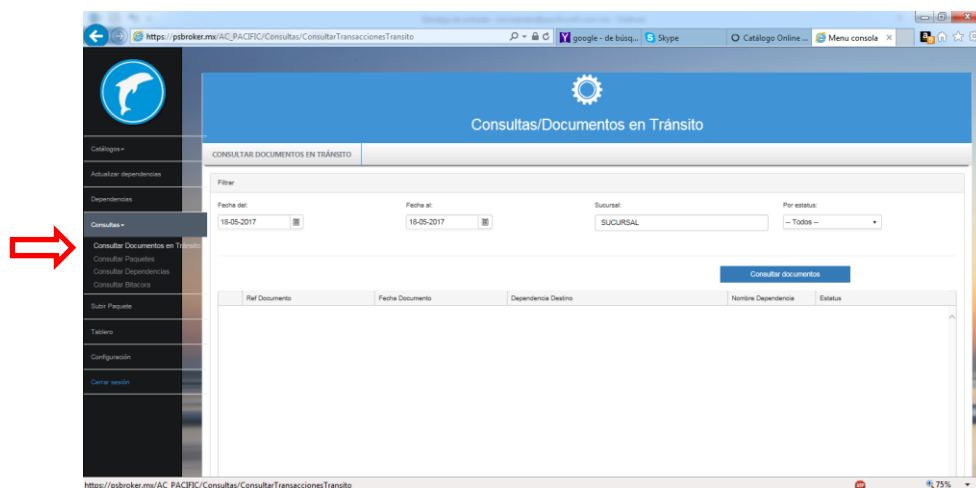 https://psbroker.mx/AC_PACIFIC/Consultas/ConsultarTransaccionesTransito
google - de búsq...
Skype
Catálogo Online ...
Menu consola
Consultas/Documentos en Tránsito
Catálogos
Actualizar dependencias
Dependencias
Consultas
Consultar Documentos en Tránsito
Consultar Paquetes
Consultar Dependencias
Consultar Bitacora
Subir Paquete
Tablero
Configuración
Cerrar sesión
CONSULTAR DOCUMENTOS EN TRÁNSITO
Filtrar
Fecha del: Fecha al: Sucursal: Por estatus:
18-05-2017 18-05-2017 SUCURSAL -- Todos --
Consultar documentos
Ref Documento Fecha Documento Dependencia Destino Nombre Dependencia Estatus
https://psbroker.mx/AC_PACIFIC/Consultas/ConsultarTransaccionesTransito
75%